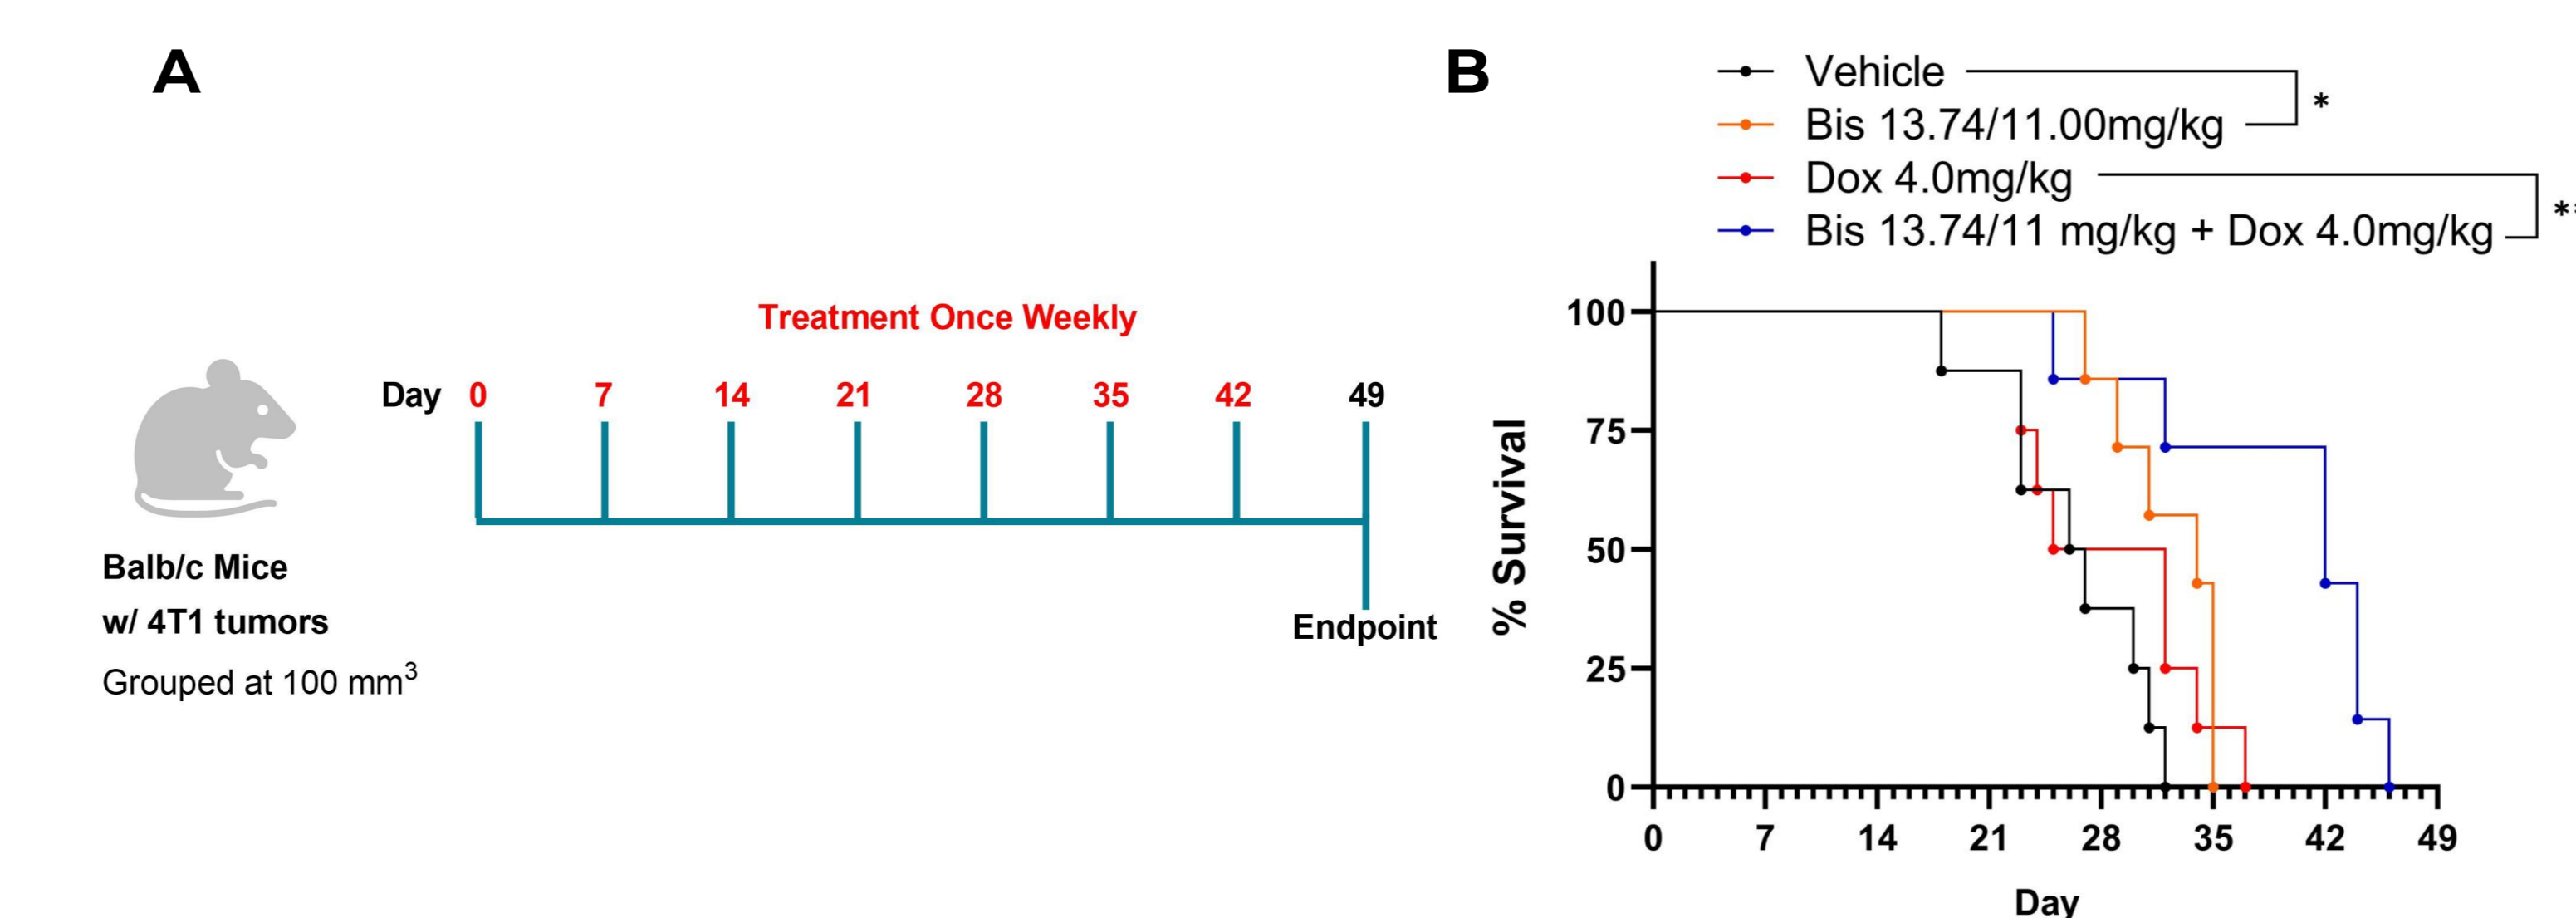 A
Treatment Once Weekly
Day 0 7 14 21 28 35 42 49
Endpoint
Balb/c Mice
w/ 4T1 tumors
Grouped at 100 mm³
B
Vehicle
*
Bis 13.74/11.00mg/kg
Dox 4.0mg/kg
Bis 13.74/11 mg/kg + Dox 4.0mg/kg
% Survival
100
75
50
25
0
0 7 14 21 28 35 42 49
Day